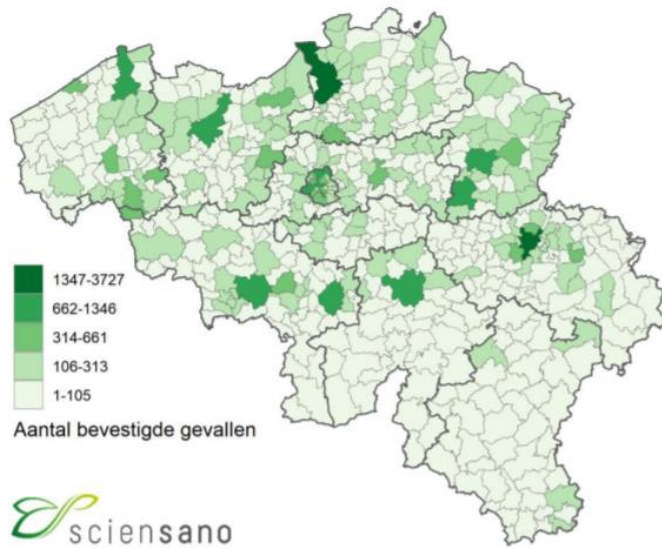 1347-3727
662-1346
314-661
106-313
1-105
Aantal bevestigde gevallen
sciensano